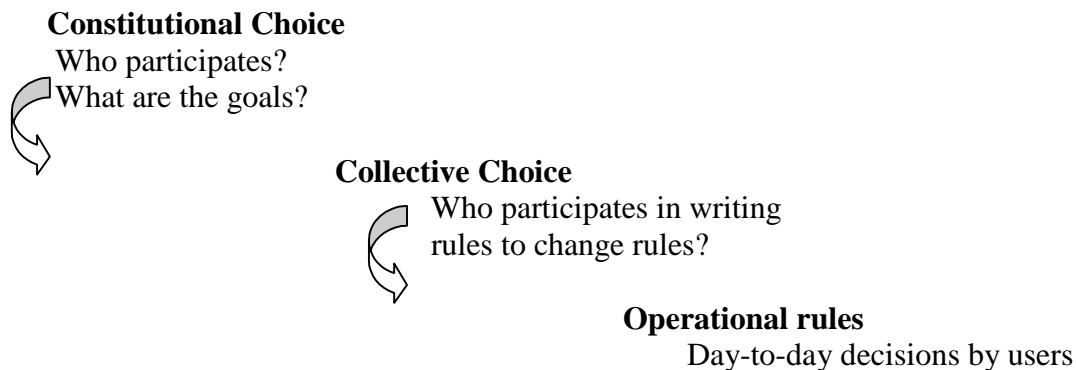 Constitutional Choice
Who participates?
What are the goals?
Collective Choice
Who participates in writing
rules to change rules?
Operational rules
Day-to-day decisions by users